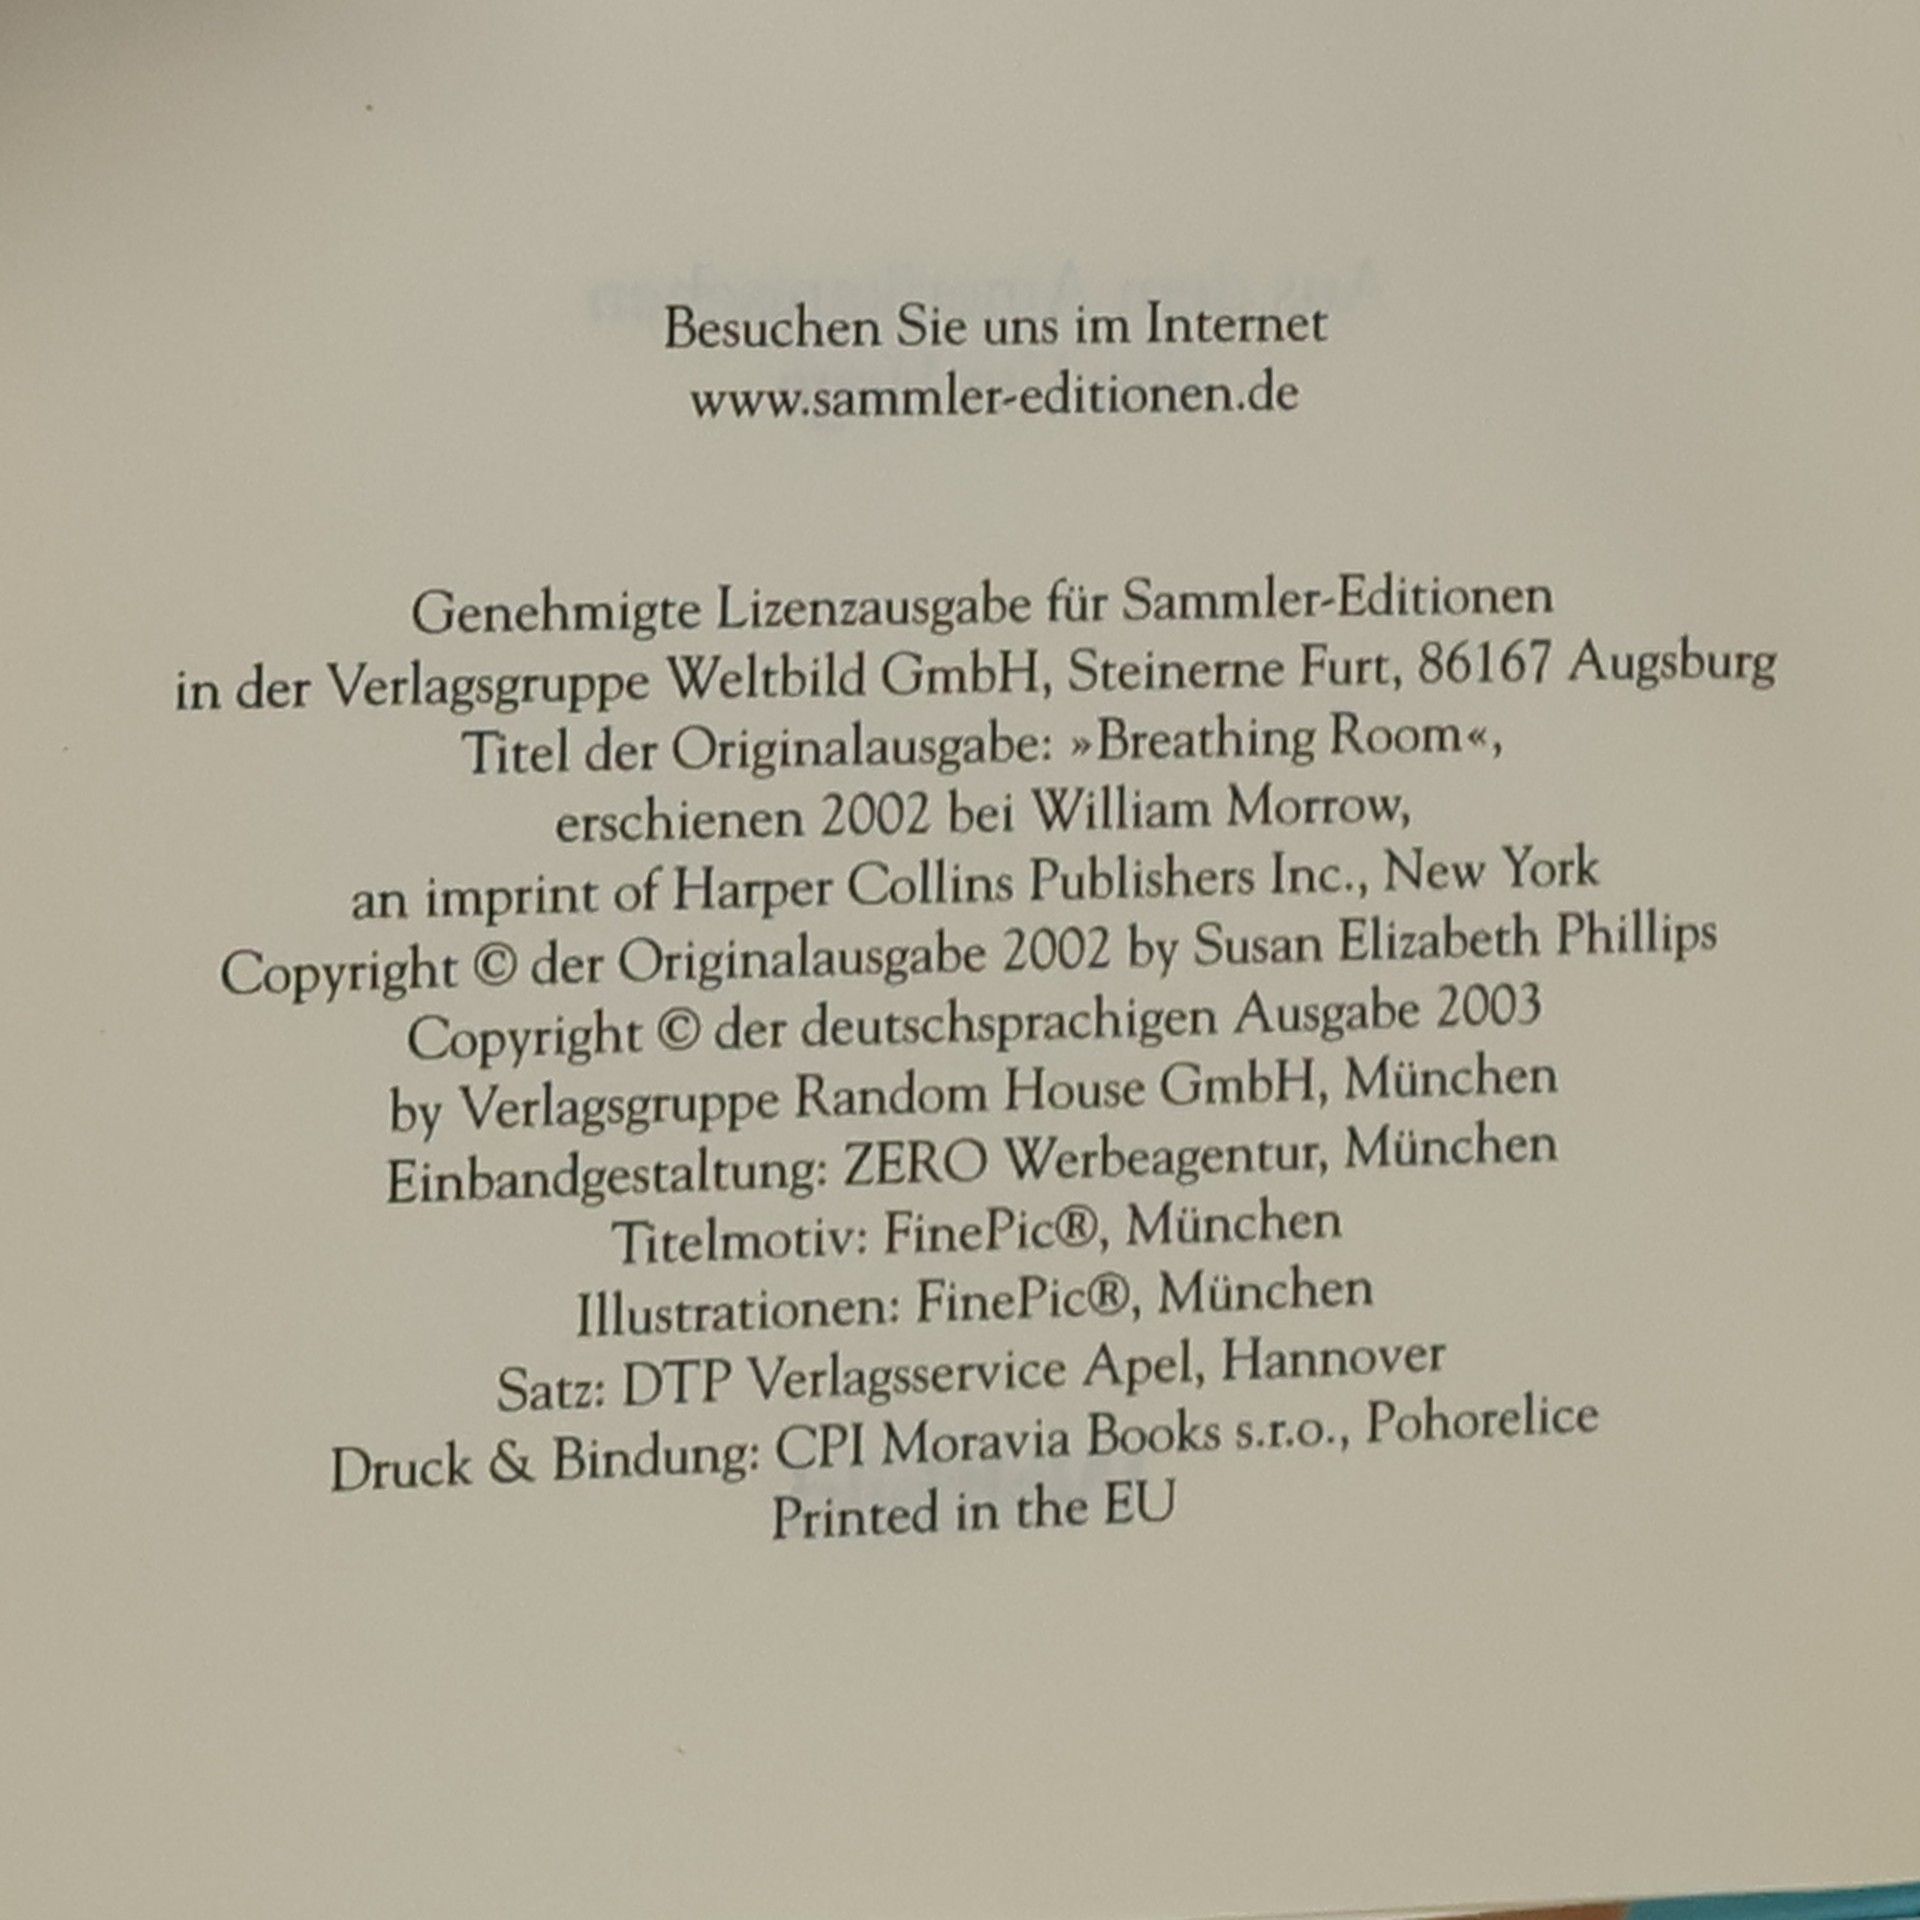 Besuchen Sie uns im Internet
www.sammler-editionen.de
Genehmigte Lizenzausgabe für Sammler-Editionen
in der Verlagsgruppe Weltbild GmbH, Steinerne Furt, 86167 Augsburg
Titel der Originalausgabe: »Breathing Room«,
erschienen 2002 bei William Morrow,
an imprint of Harper Collins Publishers Inc., New York
Copyright © der Originalausgabe 2002 by Susan Elizabeth Phillips
Copyright © der deutschsprachigen Ausgabe 2003
by Verlagsgruppe Random House GmbH, München
Einbandgestaltung: ZERO Werbeagentur, München
Titelmotiv: FinePic®, München
Illustrationen: FinePic®, München
Satz: DTP Verlagsservice Apel, Hannover
Druck & Bindung: CPI Moravia Books s.r.o., Pohorelice
Printed in the EU